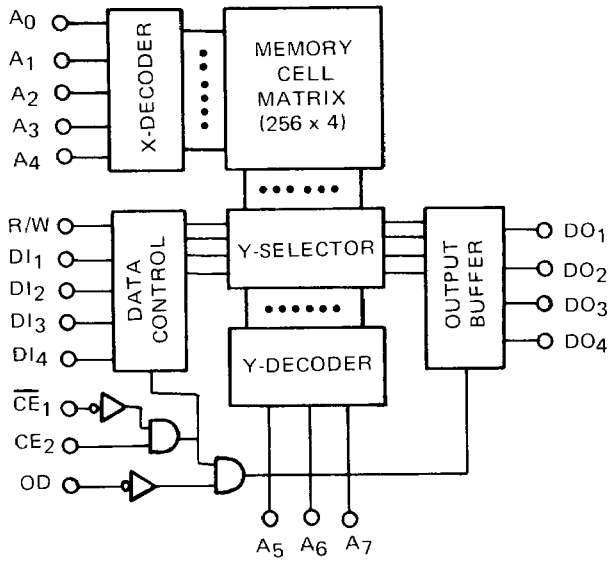 A0
A1
A2
A3
A4
X-DECODER
MEMORY
CELL
MATRIX
(256 x 4)
R/W
DI1
DI2
DI3
DI4
DATA
CONTROL
Y-SELECTOR
Y-DECODER
OUTPUT
BUFFER
DO1
DO2
DO3
DO4
C̅E̅1
CE2
OD
A5
A6
A7